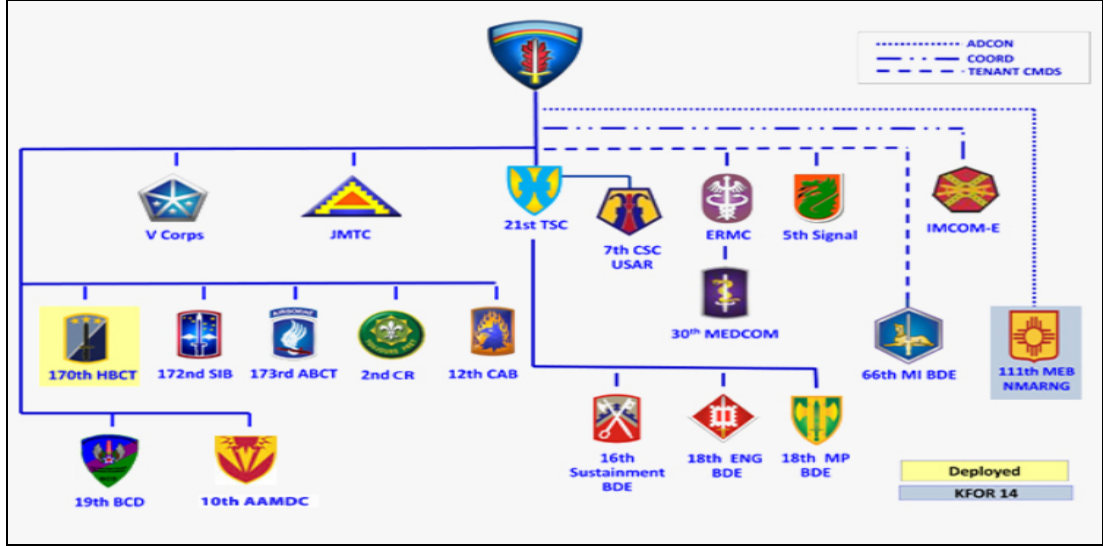 ADCON
COORD
TENANT CMDS
V Corps
JMTC
21st TSC
7th CSC
USAR
ERMC
5th Signal
IMCOM-E
30th MEDCOM
AIRBORNE
170th HBCT
172nd SIB
173rd ABCT
2nd CR
12th CAB
66th MI BDE
111th MEB
NMARNG
19th BCD
10th AAMDC
16th
Sustainment
BDE
18th ENG
BDE
18th MP
BDE
Deployed
KFOR 14